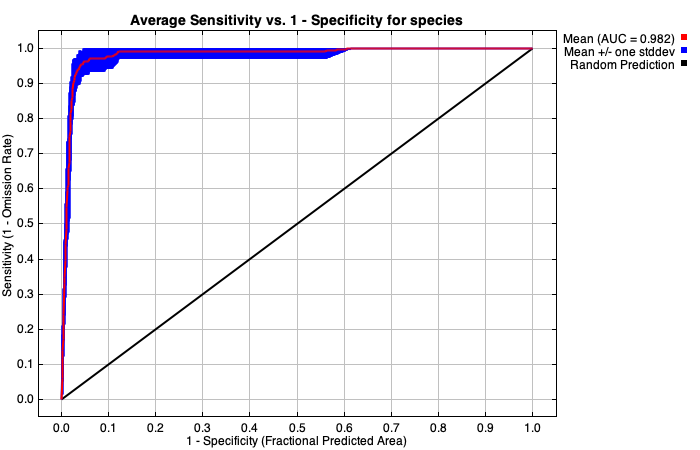 Average Sensitivity vs. 1 - Specificity for species
Mean (AUC = 0.982)
Mean +/- one stddev
Random Prediction
Sensitivity (1 - Omission Rate)
1.0
0.9
0.8
0.7
0.6
0.5
0.4
0.3
0.2
0.1
0.0
0.0 0.1 0.2 0.3 0.4 0.5 0.6 0.7 0.8 0.9 1.0
1 - Specificity (Fractional Predicted Area)